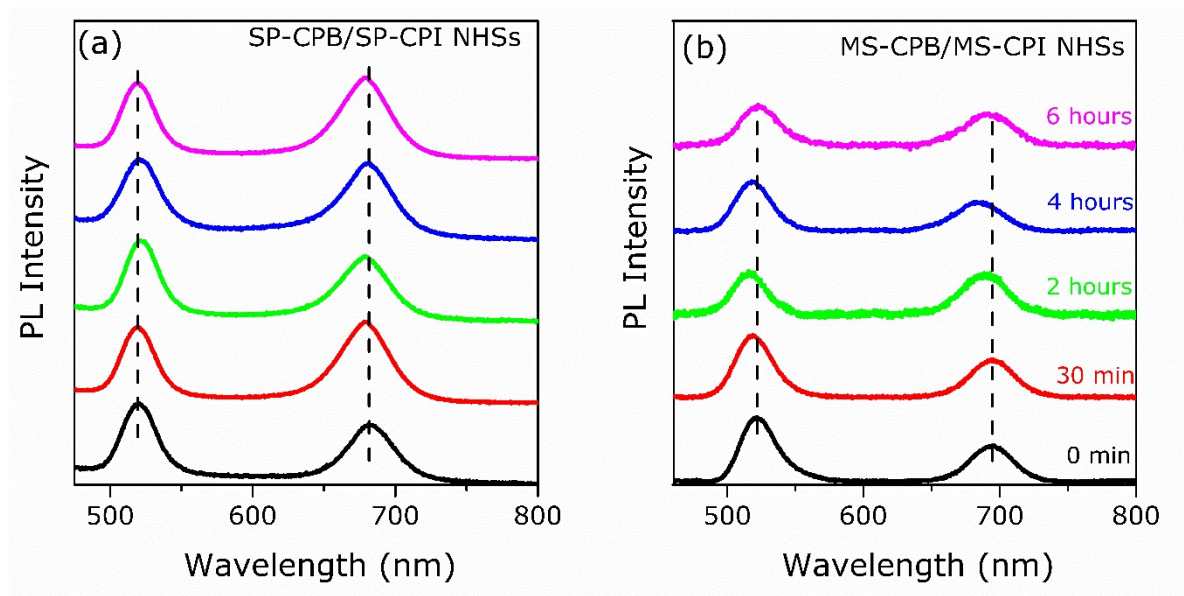 (a)
SP-CPB/SP-CPI NHSs
PL Intensity
500 600 700 800
Wavelength (nm)
(b)
MS-CPB/MS-CPI NHSs
6 hours
4 hours
2 hours
30 min
0 min
PL Intensity
500 600 700 800
Wavelength (nm)